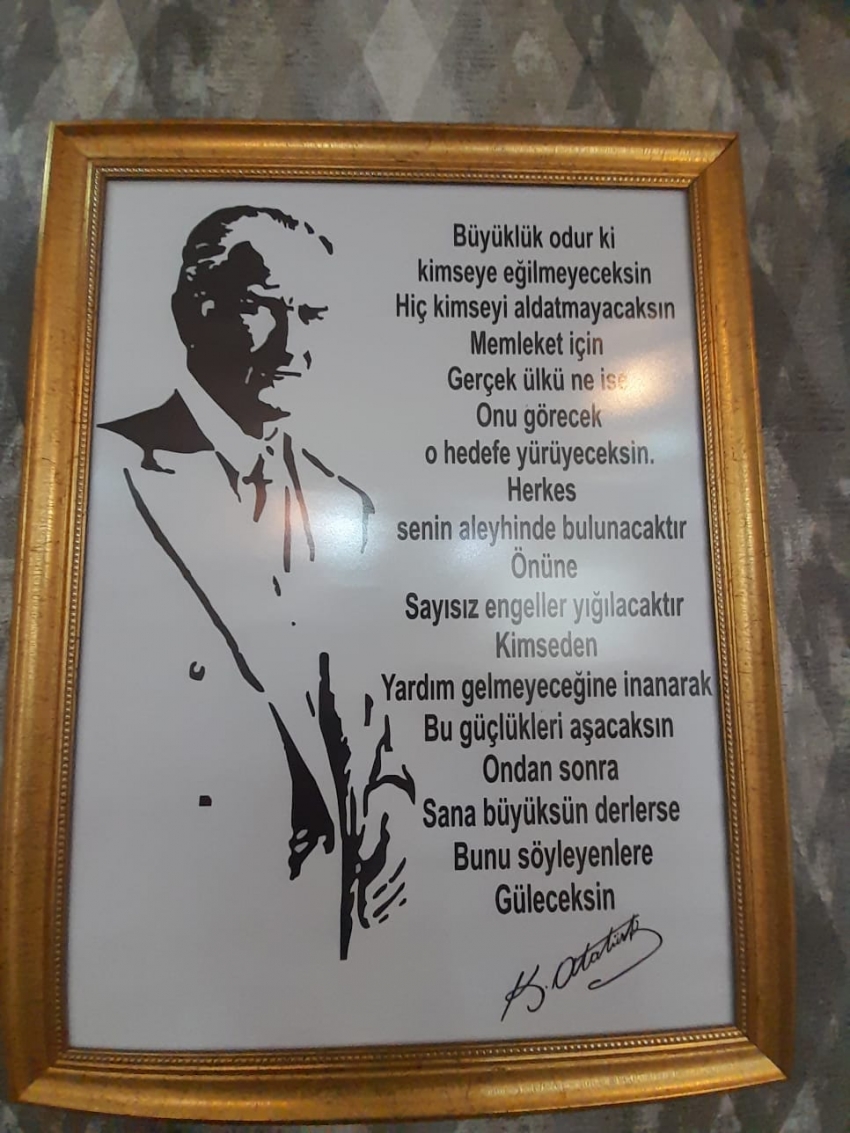 Büyüklük odur ki
kimseye eğilmeyeceksin
Hiç kimseyi aldatmayacaksın
Memleket için
Gerçek ülkü ne ise
Onu görecek
o hedefe yürüyeceksin.
Herkes
senin aleyhinde bulunacaktır
Önüne
Sayısız engeller yığılacaktır
Kimseden
Yardım gelmeyeceğine inanarak
Bu güçlükleri aşacaksın
Ondan sonra
Sana büyüksün derlerse
Bunu söyleyenlere
Güleceksin
K. Atatürk